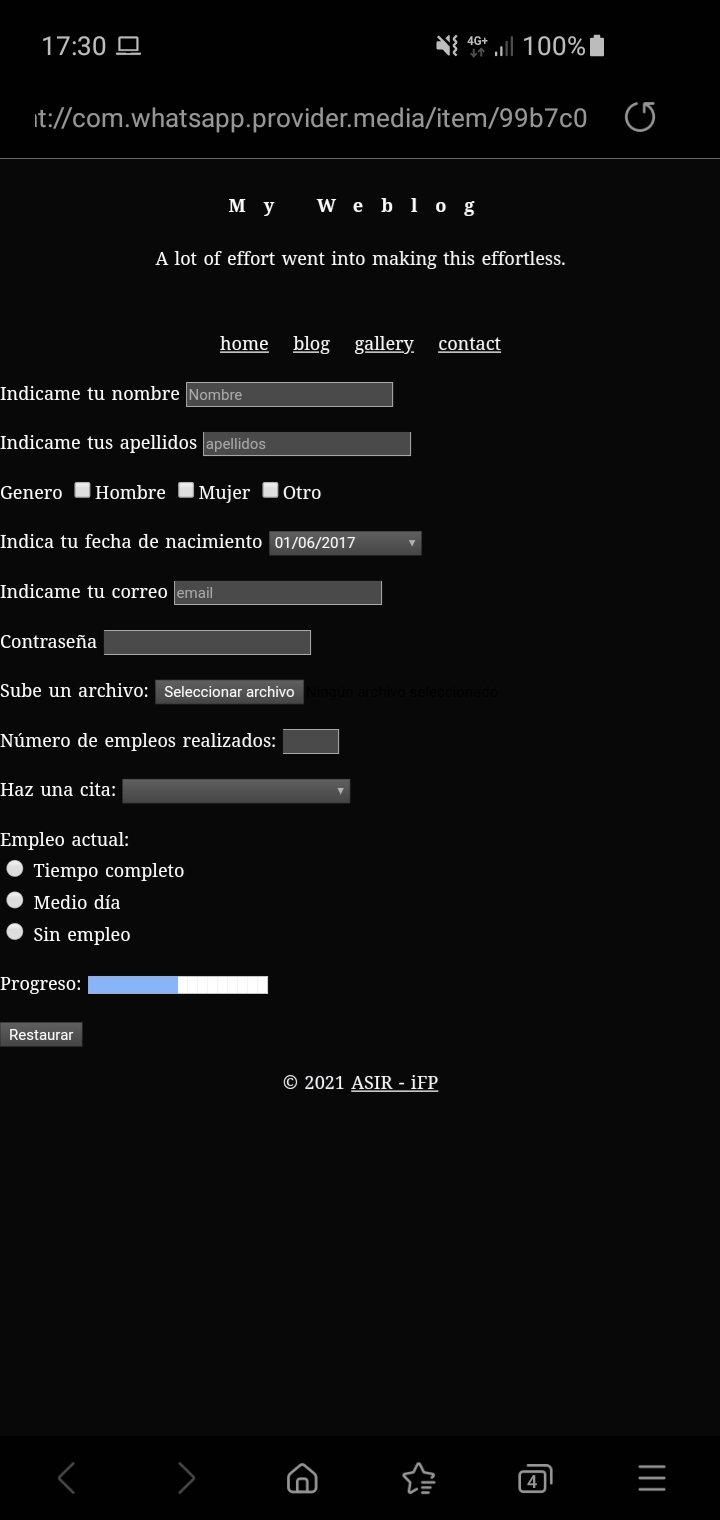 17:30 4G+ 100%
at://com.whatsapp.provider.media/item/99b7c0
My Weblog
A lot of effort went into making this effortless.
home blog gallery contact
Indicame tu nombre Nombre
Indicame tus apellidos apellidos
Genero Hombre Mujer Otro
Indica tu fecha de nacimiento 01/06/2017
Indicame tu correo email
Contraseña
Sube un archivo: Seleccionar archivo Ningún archivo seleccionado
Número de empleos realizados:
Haz una cita:
Empleo actual:
Tiempo completo
Medio día
Sin empleo
Progreso:
Restaurar
© 2021 ASIR - iFP
4